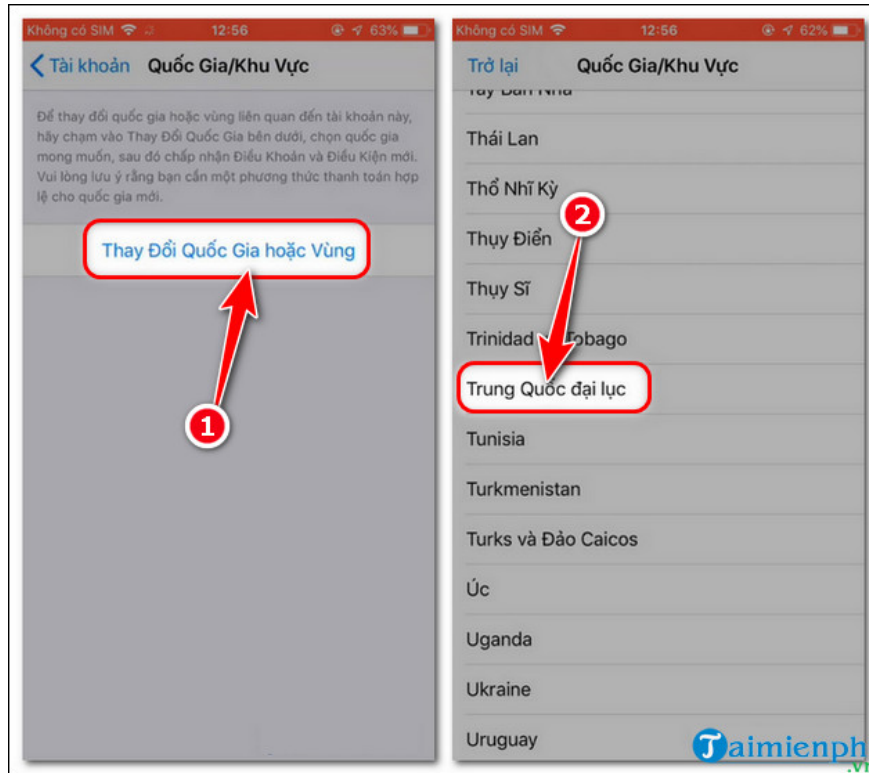 Không có SIM 12:56 63%
Tài khoản Quốc Gia/Khu Vực
Để thay đổi quốc gia hoặc vùng liên quan đến tài khoản này,
hãy chạm vào Thay Đổi Quốc Gia bên dưới, chọn quốc gia
mong muốn, sau đó chấp nhận Điều Khoản và Điều Kiện mới.
Vui lòng lưu ý rằng bạn cần một phương thức thanh toán hợp
lệ cho quốc gia mới.
Thay Đổi Quốc Gia hoặc Vùng
1
Không có SIM 12:56 62%
Trở lại Quốc Gia/Khu Vực
Tây Ban Nha
Thái Lan
Thổ Nhĩ Kỳ
2
Thụy Điển
Thụy Sĩ
Trinidad Tobago
Trung Quốc đại lục
Tunisia
Turkmenistan
Turks và Đảo Caicos
Úc
Uganda
Ukraine
Uruguay
Taimienph
.vn